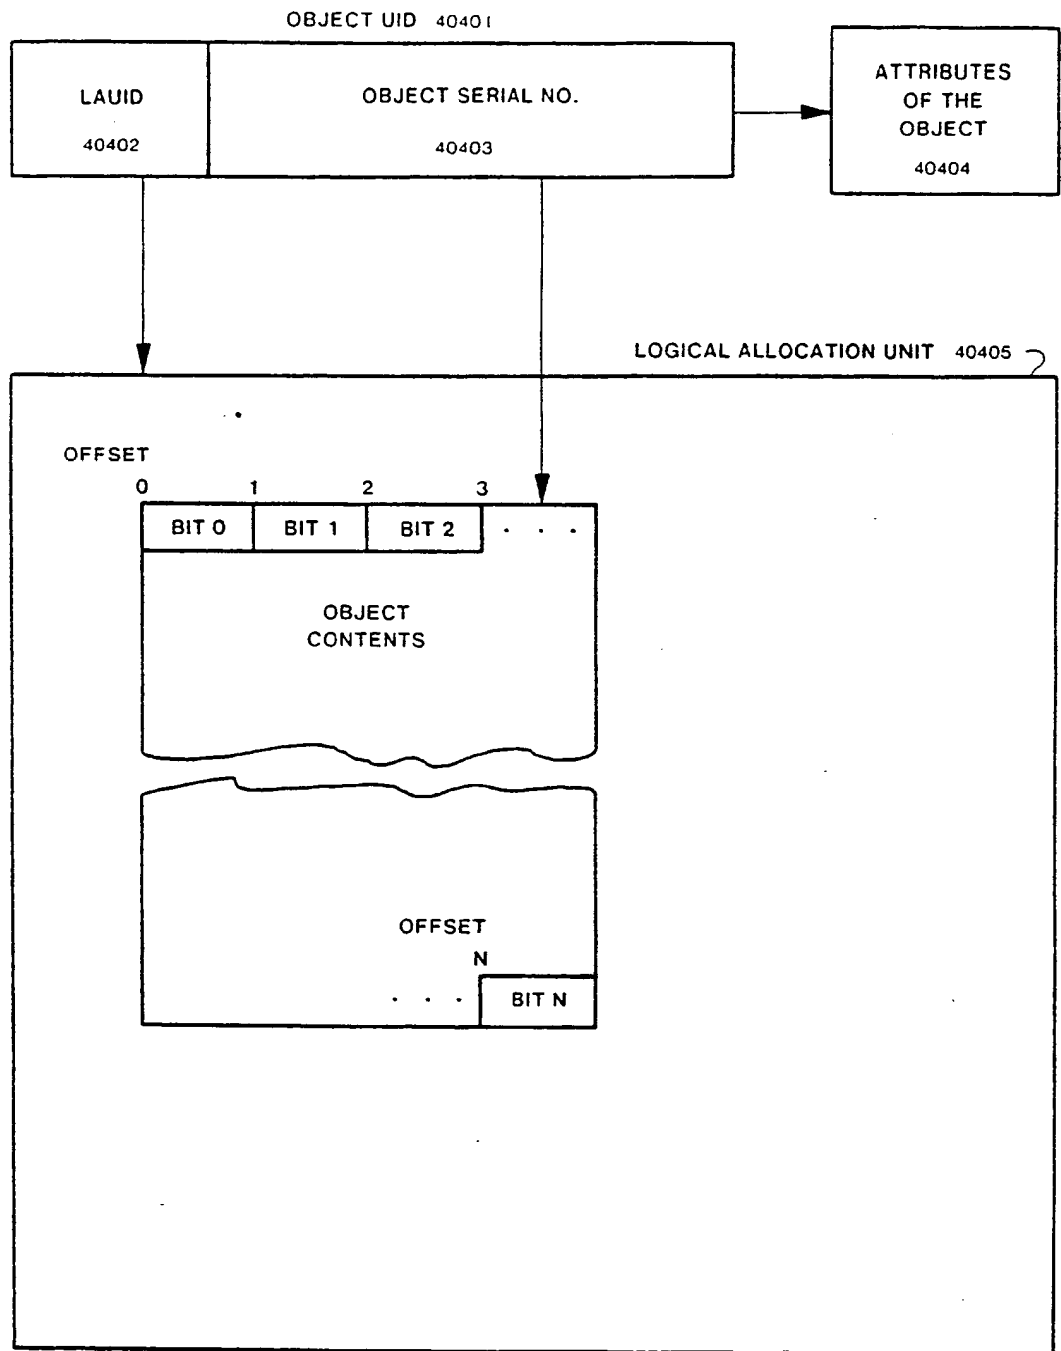 OBJECT UID 40401
LAUID
40402
OBJECT SERIAL NO.
40403
ATTRIBUTES
OF THE
OBJECT
40404
LOGICAL ALLOCATION UNIT 40405
OFFSET
0 1 2 3
BIT 0 BIT 1 BIT 2 . . .
OBJECT
CONTENTS
OFFSET
N
. . . BIT N